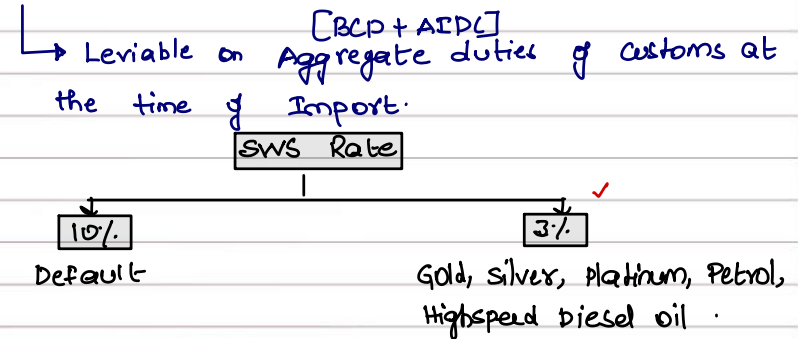 [BCD + AIDC]
Leviable on Aggregate duties of customs at
the time of Import.
SWS Rate
10%.
3%.
Default
Gold, Silver, Platinum, Petrol,
Highspeed Diesel oil.